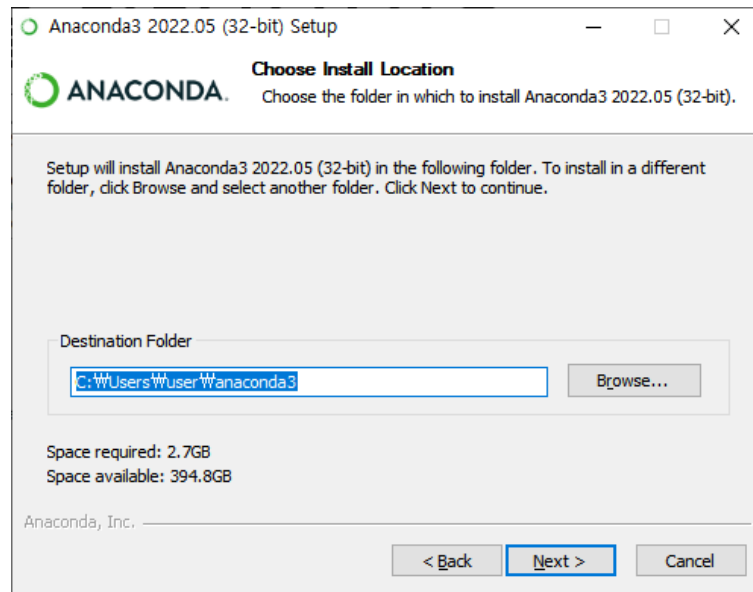 Anaconda3 2022.05 (32-bit) Setup
ANACONDA.
Choose Install Location
Choose the folder in which to install Anaconda3 2022.05 (32-bit).
Setup will install Anaconda3 2022.05 (32-bit) in the following folder. To install in a different
folder, click Browse and select another folder. Click Next to continue.
Destination Folder
C:₩Users₩user₩anaconda3
Browse...
Space required: 2.7GB
Space available: 394.8GB
Anaconda, Inc.
< Back
Next >
Cancel